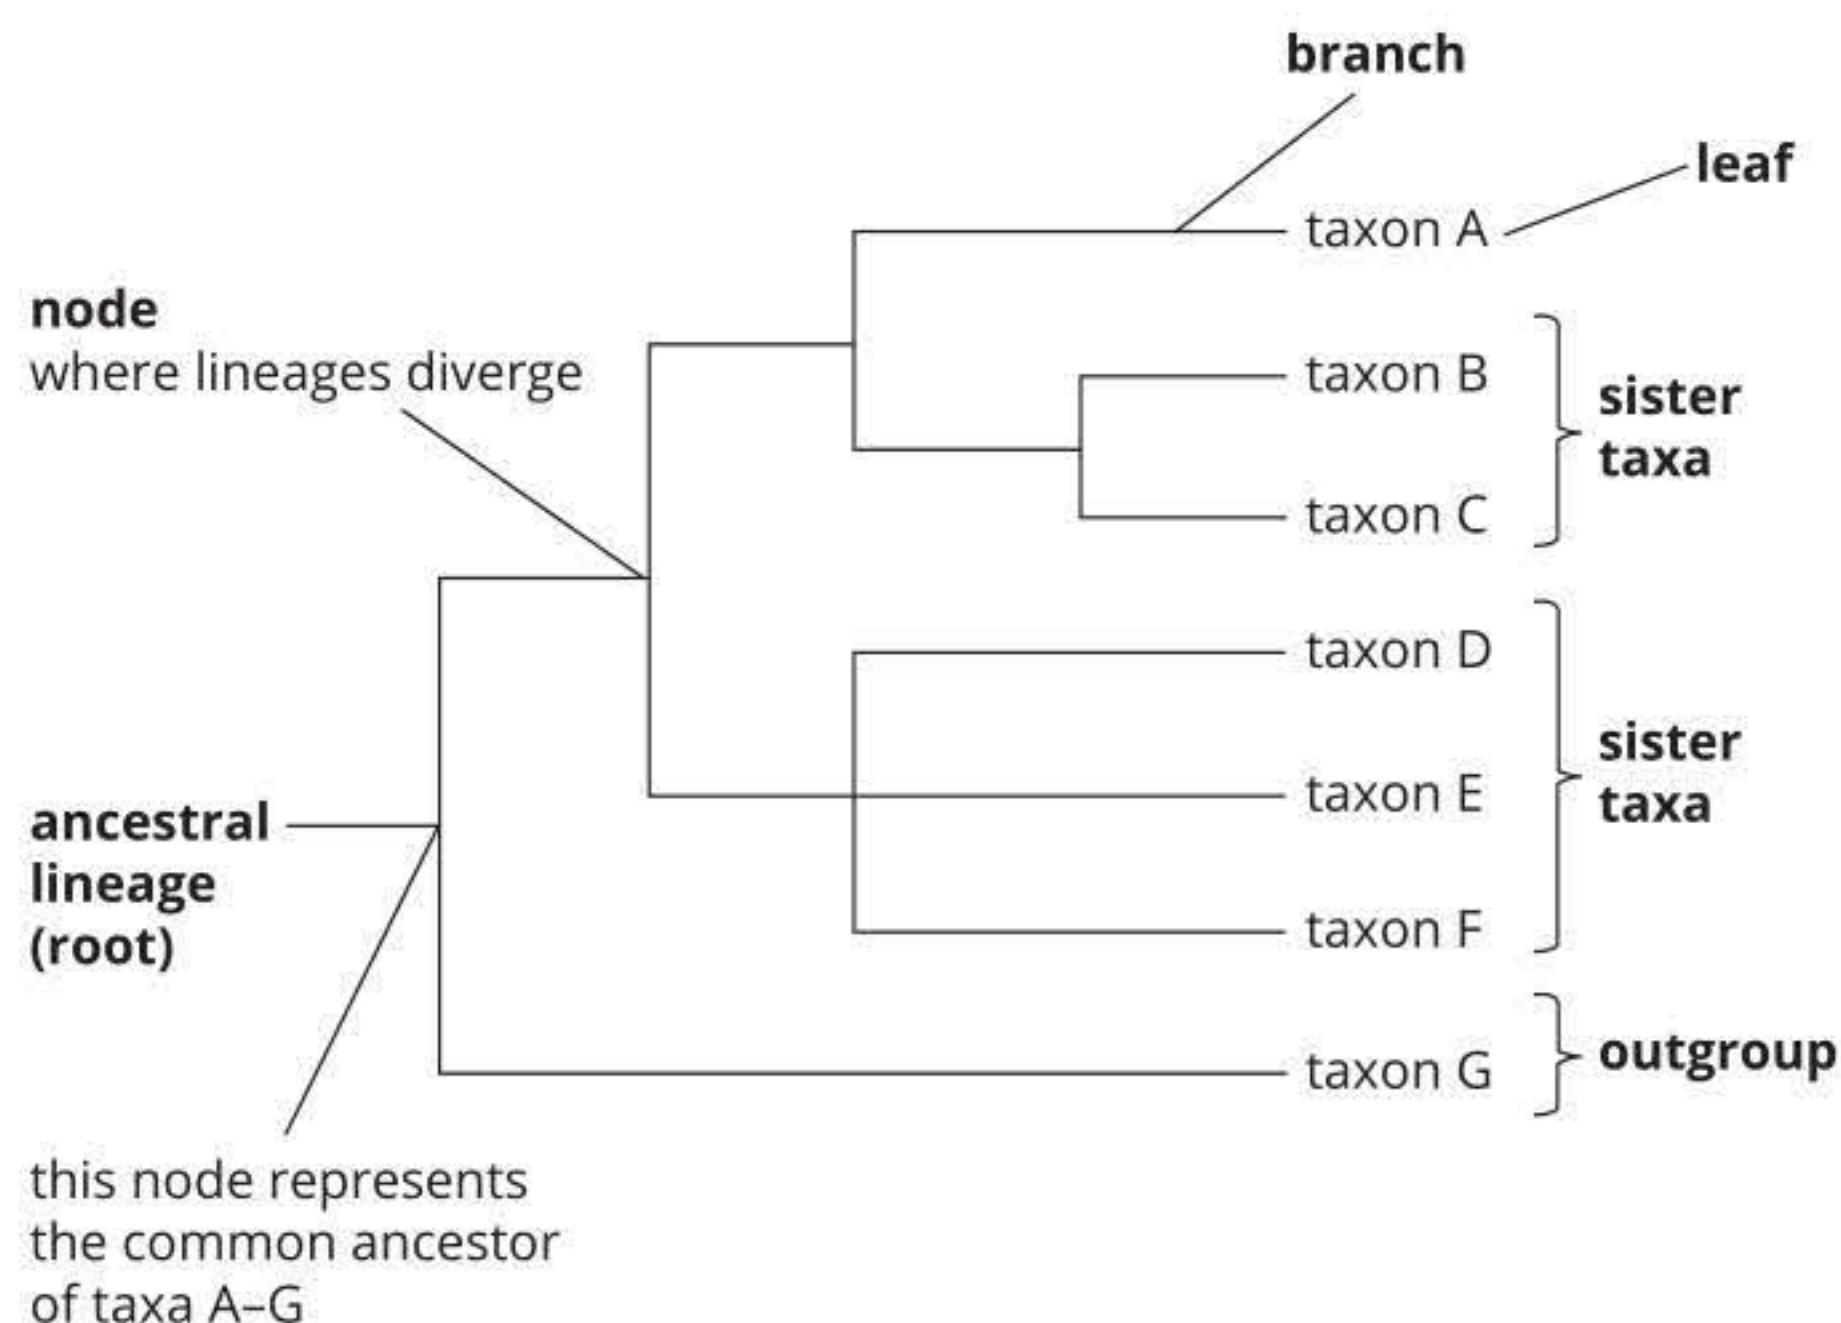 branch
leaf
taxon A
node
where lineages diverge
taxon B
sister
taxa
taxon C
taxon D
sister
taxa
taxon E
ancestral
lineage
(root)
taxon F
outgroup
taxon G
this node represents
the common ancestor
of taxa A–G